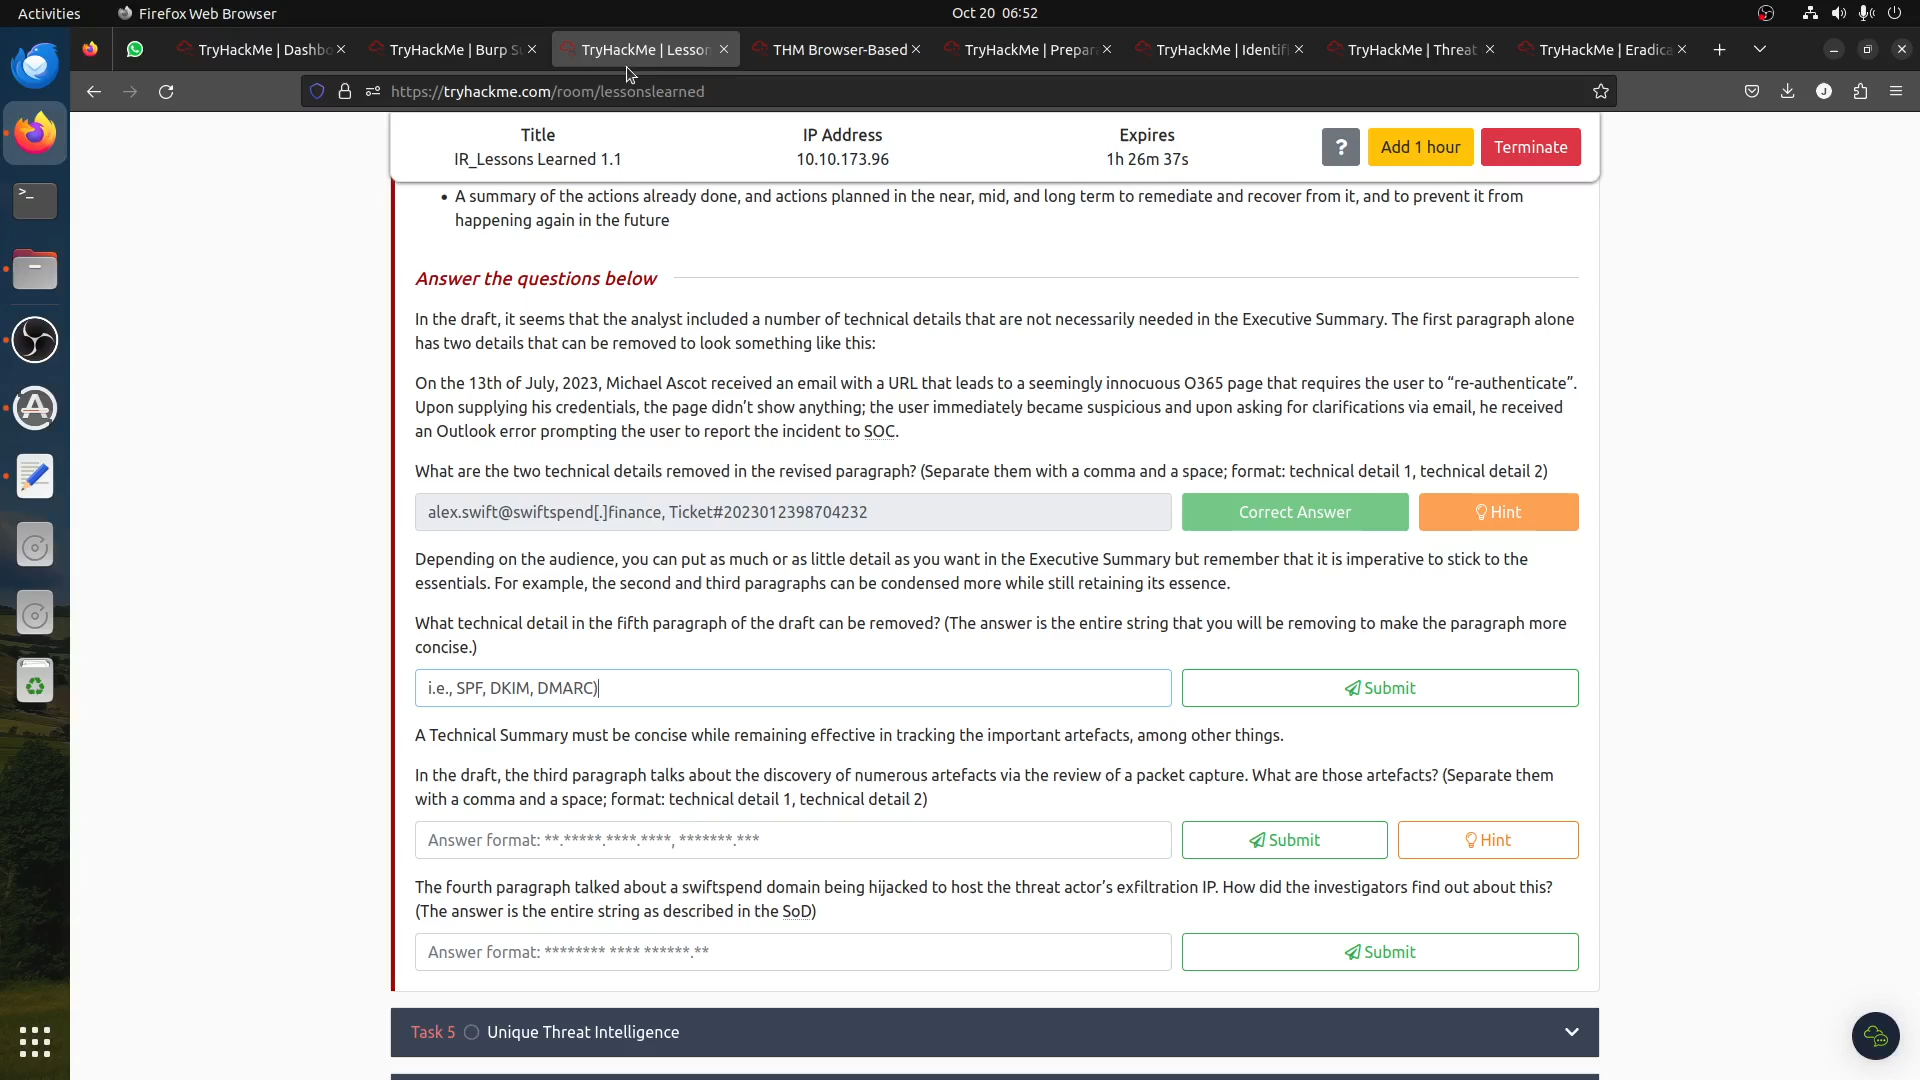 Activities
Firefox Web Browser
Oct 20 06:52
TryHackMe | Dashbo
TryHackMe | Burp Su
TryHackMe | Lesson
THM Browser-Based
TryHackMe | Prepar
TryHackMe | Identifi
TryHackMe | Threat
TryHackMe | Eradica
https://tryhackme.com/room/lessonslearned
J
Title
IP Address
Expires
IR_Lessons Learned 1.1
10.10.173.96
1h 26m 37s
?
Add 1 hour
Terminate
• A summary of the actions already done, and actions planned in the near, mid, and long term to remediate and recover from it, and to prevent it from
happening again in the future
Answer the questions below
In the draft, it seems that the analyst included a number of technical details that are not necessarily needed in the Executive Summary. The first paragraph alone
has two details that can be removed to look something like this:
On the 13th of July, 2023, Michael Ascot received an email with a URL that leads to a seemingly innocuous O365 page that requires the user to “re-authenticate”.
Upon supplying his credentials, the page didn’t show anything; the user immediately became suspicious and upon asking for clarifications via email, he received
an Outlook error prompting the user to report the incident to SOC.
What are the two technical details removed in the revised paragraph? (Separate them with a comma and a space; format: technical detail 1, technical detail 2)
alex.swift@swiftspend[.]finance, Ticket#2023012398704232
Correct Answer
Hint
Depending on the audience, you can put as much or as little detail as you want in the Executive Summary but remember that it is imperative to stick to the
essentials. For example, the second and third paragraphs can be condensed more while still retaining its essence.
What technical detail in the fifth paragraph of the draft can be removed? (The answer is the entire string that you will be removing to make the paragraph more
concise.)
i.e., SPF, DKIM, DMARC)
Submit
A Technical Summary must be concise while remaining effective in tracking the important artefacts, among other things.
In the draft, the third paragraph talks about the discovery of numerous artefacts via the review of a packet capture. What are those artefacts? (Separate them
with a comma and a space; format: technical detail 1, technical detail 2)
Answer format: **.*****.****.****, *******.***
Submit
Hint
The fourth paragraph talked about a swiftspend domain being hijacked to host the threat actor’s exfiltration IP. How did the investigators find out about this?
(The answer is the entire string as described in the SoD)
Answer format: ******** **** ******.**
Submit
Task 5
Unique Threat Intelligence